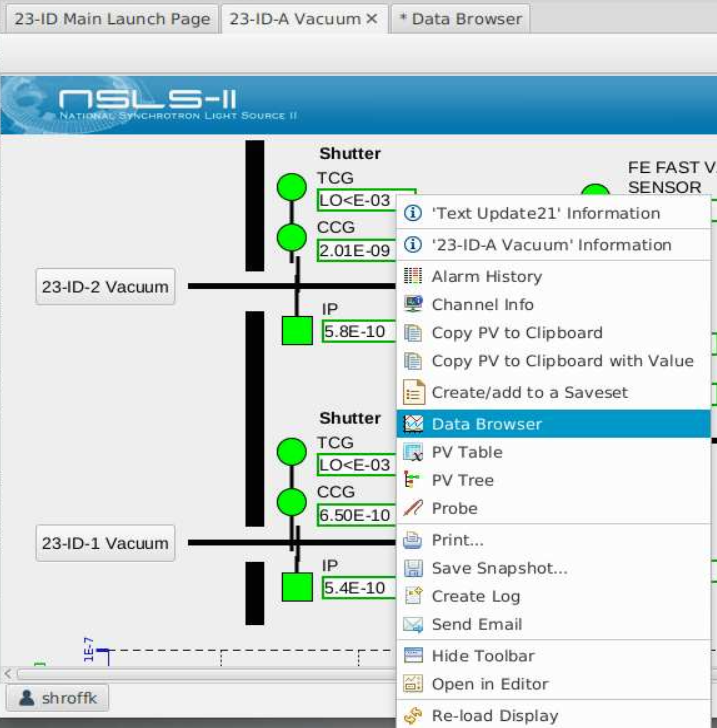 23-ID Main Launch Page
23-ID-A Vacuum
* Data Browser
NSLS-II
National Synchrotron Light Source II
Shutter
TCG
LO<E-03
CCG
2.01E-09
FE FAST V
SENSOR
23-ID-2 Vacuum
IP
5.8E-10
Shutter
TCG
LO<E-03
CCG
6.50E-10
23-ID-1 Vacuum
IP
5.4E-10
1E-7
shroffk
'Text Update21' Information
'23-ID-A Vacuum' Information
Alarm History
Channel Info
Copy PV to Clipboard
Copy PV to Clipboard with Value
Create/add to a Saveset
Data Browser
PV Table
PV Tree
Probe
Print...
Save Snapshot...
Create Log
Send Email
Hide Toolbar
Open in Editor
Re-load Display